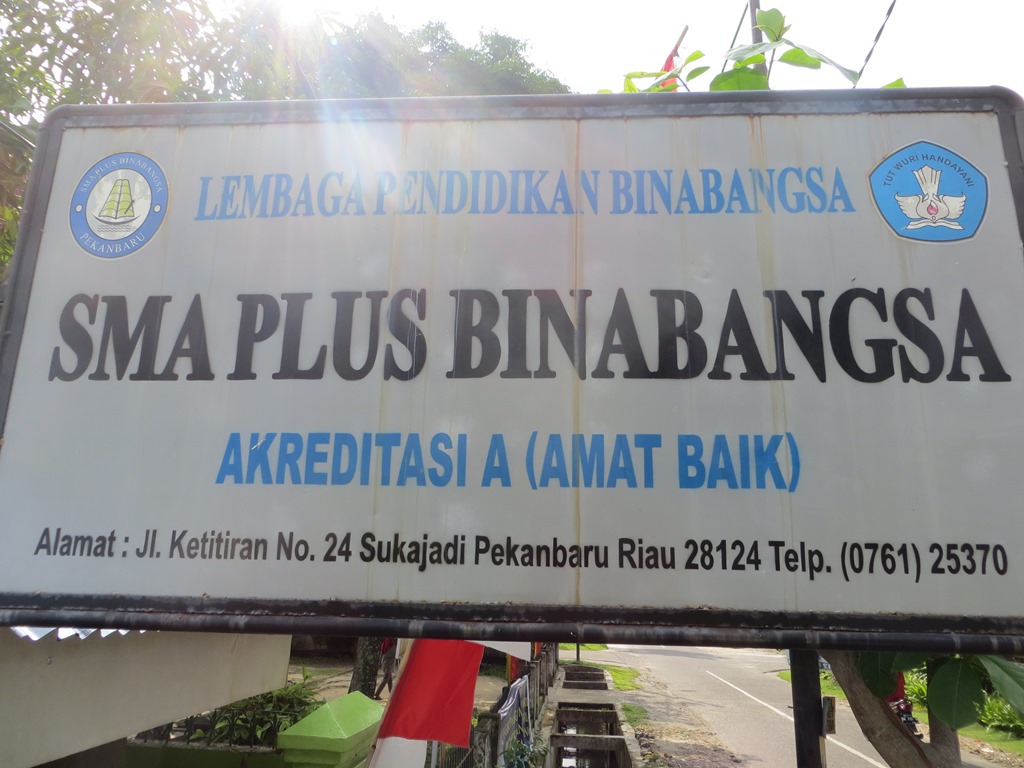 SMA PLUS BINABANGSA
PEKANBARU
LEMBAGA PENDIDIKAN BINABANGSA
TUT WURI HANDAYANI
SMA PLUS BINABANGSA
AKREDITASI A (AMAT BAIK)
Alamat : Jl. Ketitiran No. 24 Sukajadi Pekanbaru Riau 28124 Telp. (0761) 25370